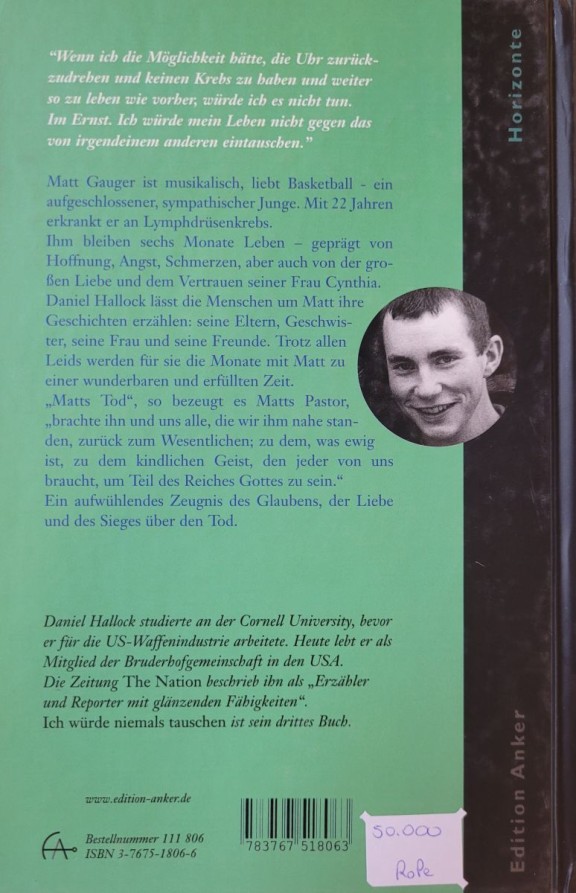 “Wenn ich die Möglichkeit hätte, die Uhr zurück-
zudrehen und keinen Krebs zu haben und weiter
so zu leben wie vorher, würde ich es nicht tun.
Im Ernst. Ich würde mein Leben nicht gegen das
von irgendeinem anderen eintauschen.”
Matt Gauger ist musikalisch, liebt Basketball - ein
aufgeschlossener, sympathischer Junge. Mit 22 Jahren
erkrankt er an Lymphdrüsenkrebs.
Ihm bleiben sechs Monate Leben – geprägt von
Hoffnung, Angst, Schmerzen, aber auch von der gro-
ßen Liebe und dem Vertrauen seiner Frau Cynthia.
Daniel Hallock lässt die Menschen um Matt ihre
Geschichten erzählen: seine Eltern, Geschwis-
ter, seine Frau und seine Freunde. Trotz allen
Leids werden für sie die Monate mit Matt zu
einer wunderbaren und erfüllten Zeit.
„Matts Tod“, so bezeugt es Matts Pastor,
„brachte ihn und uns alle, die wir ihm nahe stan-
den, zurück zum Wesentlichen; zu dem, was ewig
ist, zu dem kindlichen Geist, den jeder von uns
braucht, um Teil des Reiches Gottes zu sein.“
Ein aufwühlendes Zeugnis des Glaubens, der Liebe
und des Sieges über den Tod.
Daniel Hallock studierte an der Cornell University, bevor
er für die US-Waffenindustrie arbeitete. Heute lebt er als
Mitglied der Bruderhofgemeinschaft in den USA.
Die Zeitung The Nation beschrieb ihn als „Erzähler
und Reporter mit glänzenden Fähigkeiten“.
Ich würde niemals tauschen ist sein drittes Buch.
www.edition-anker.de
Bestellnummer 111 806
ISBN 3-7675-1806-6
783767 518063
50.000
Horizonte
Edition Anker